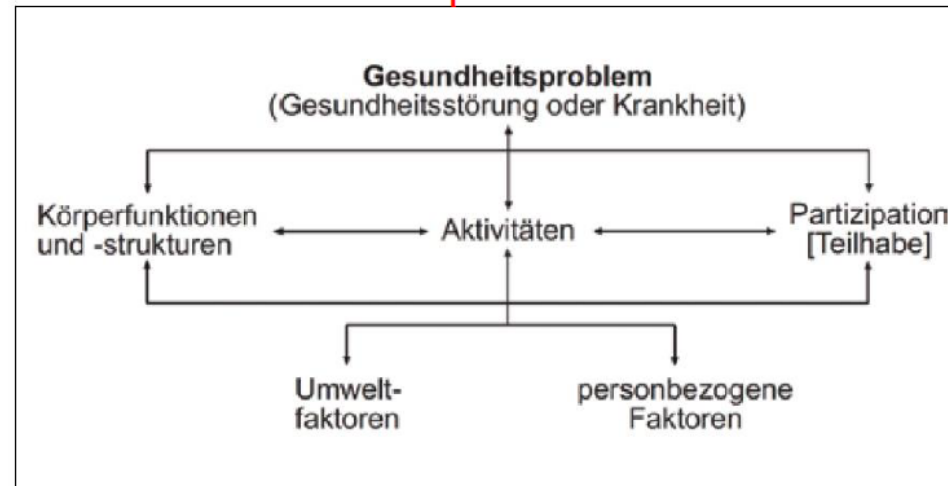 Gesundheitsproblem
(Gesundheitsstörung oder Krankheit)
Körperfunktionen
und -strukturen
Aktivitäten
Partizipation
[Teilhabe]
Umwelt-
faktoren
personbezogene
Faktoren